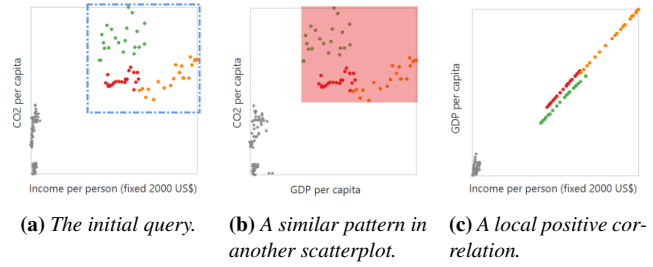 CO2 per capita
Income per person (fixed 2000 US$)
CO2 per capita
GDP per capita
GDP per capita
Income per person (fixed 2000 US$)
(a) The initial query.
(b) A similar pattern in
another scatterplot.
(c) A local positive cor-
relation.